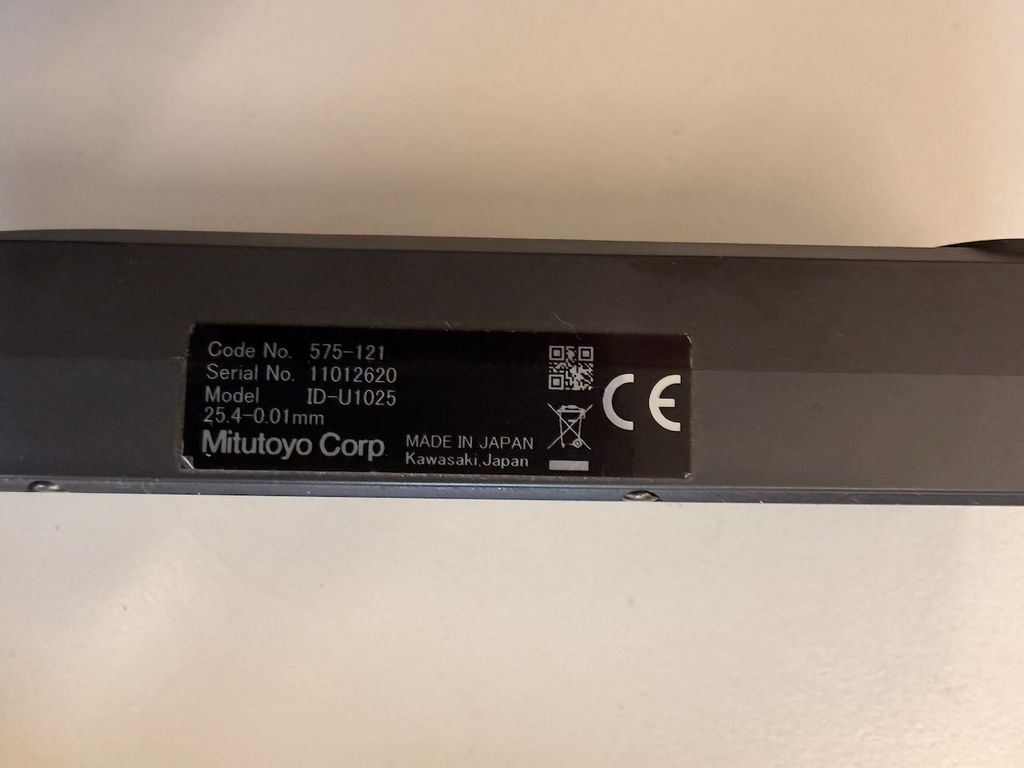 Code No. 575-121
Serial No. 11012620
Model ID-U1025
25.4-0.01mm
Mitutoyo Corp
MADE IN JAPAN
Kawasaki,Japan
CE